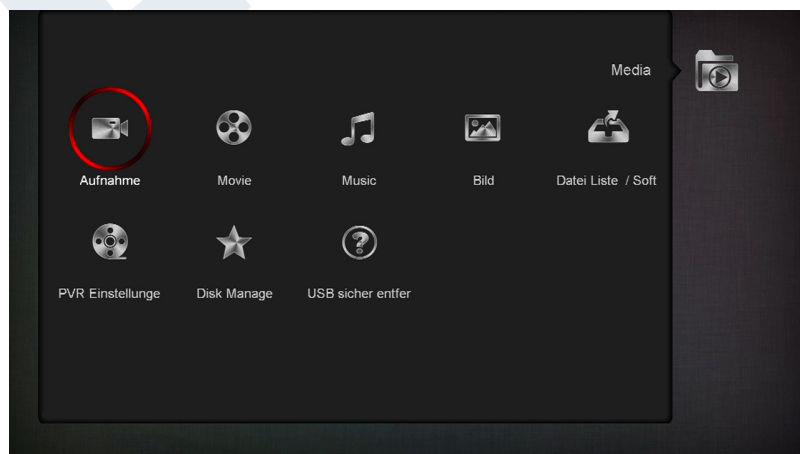 Media
Aufnahme Movie Music Bild Datei Liste / Soft
PVR Einstellunge Disk Manage USB sicher entfer